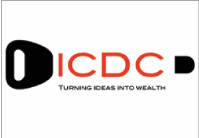 ICDC
TURNING IDEAS INTO WEALTH